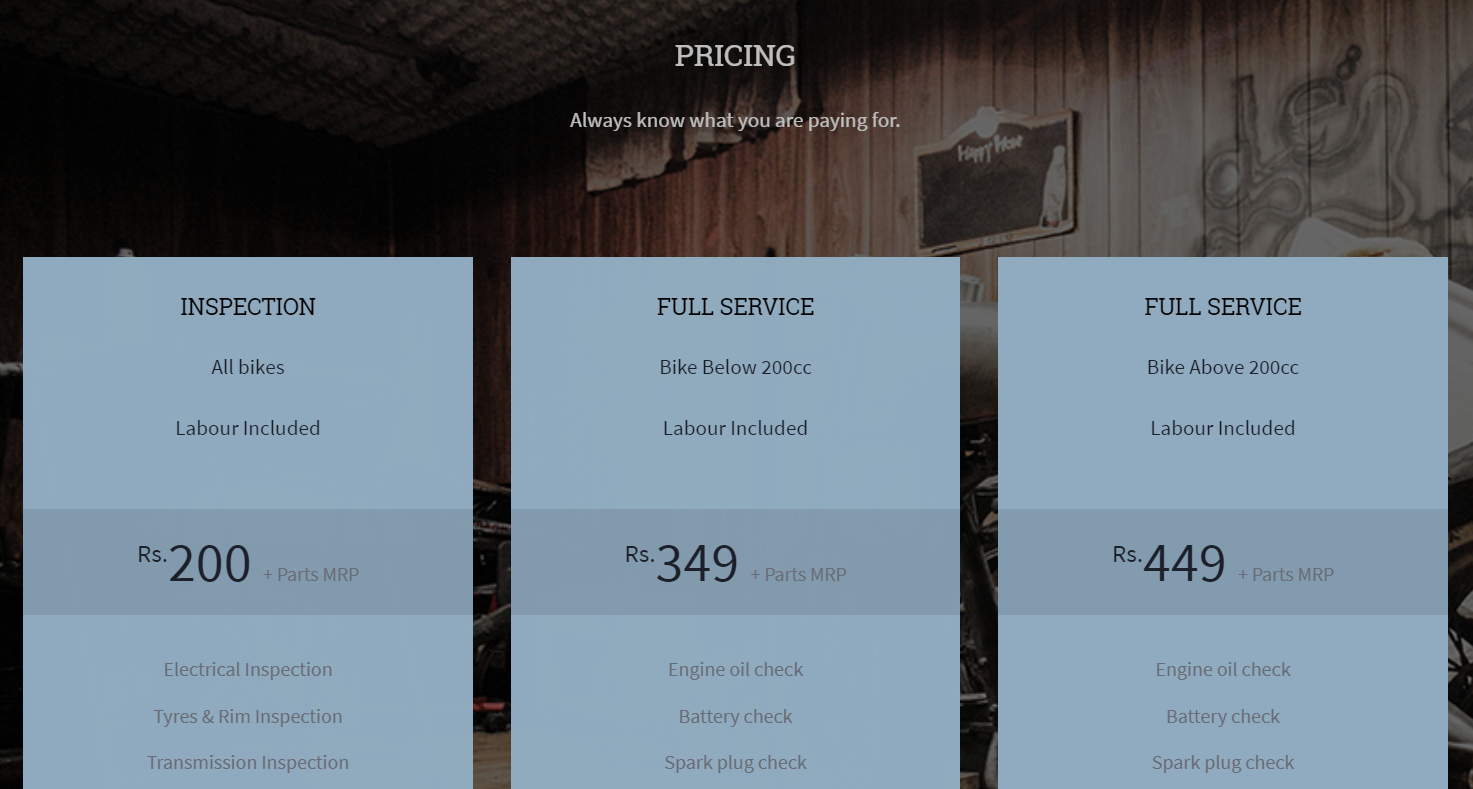 PRICING
Always know what you are paying for.
INSPECTION
All bikes
Labour Included
Rs.200 + Parts MRP
Electrical Inspection
Tyres & Rim Inspection
Transmission Inspection
FULL SERVICE
Bike Below 200cc
Labour Included
Rs.349 + Parts MRP
Engine oil check
Battery check
Spark plug check
FULL SERVICE
Bike Above 200cc
Labour Included
Rs.449 + Parts MRP
Engine oil check
Battery check
Spark plug check